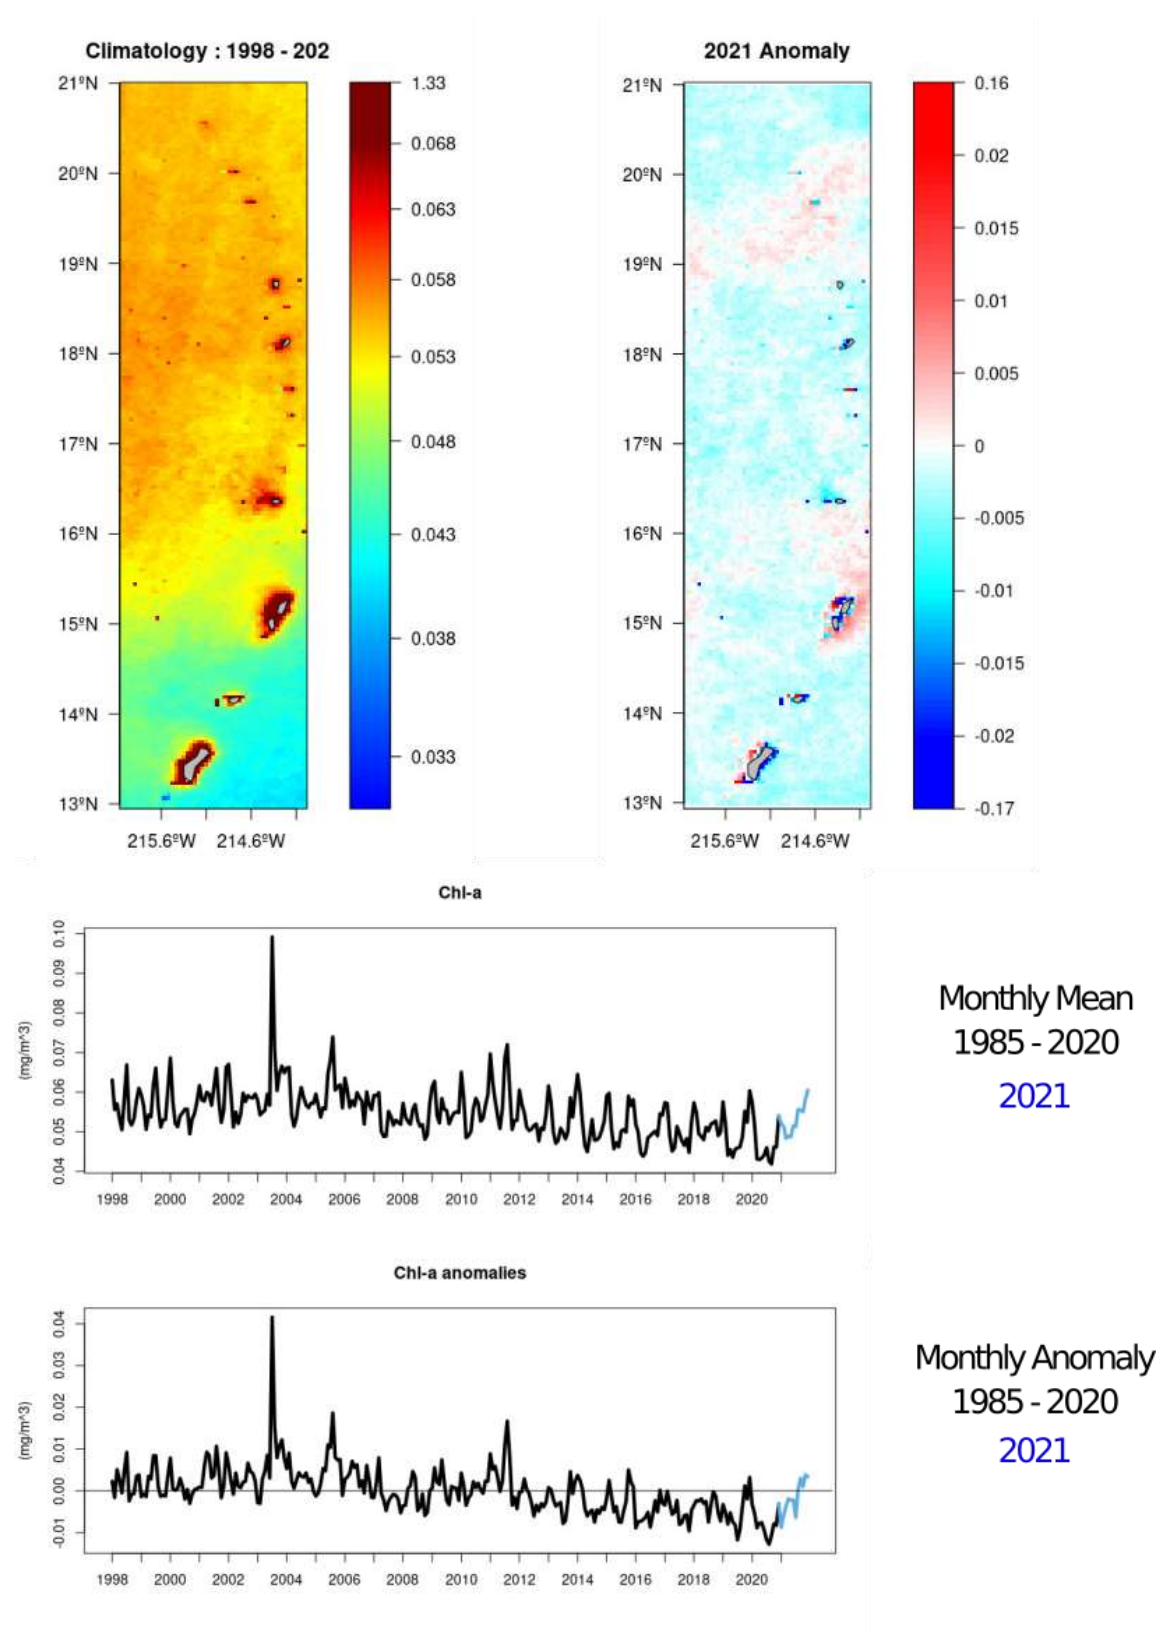 Climatology : 1998 - 202
2021 Anomaly
21ºN
20ºN
19ºN
18ºN
17ºN
16ºN
15ºN
14ºN
13ºN
215.6ºW 214.6ºW
1.33
0.068
0.063
0.058
0.053
0.048
0.043
0.038
0.033
21ºN
20ºN
19ºN
18ºN
17ºN
16ºN
15ºN
14ºN
13ºN
215.6ºW 214.6ºW
0.16
0.02
0.015
0.01
0.005
0
-0.005
-0.01
-0.015
-0.02
-0.17
Chl-a
(mg/m^3)
0.10
0.09
0.08
0.07
0.06
0.05
0.04
1998 2000 2002 2004 2006 2008 2010 2012 2014 2016 2018 2020
Monthly Mean
1985 - 2020
2021
Chl-a anomalies
(mg/m^3)
0.04
0.03
0.02
0.01
0.00
-0.01
1998 2000 2002 2004 2006 2008 2010 2012 2014 2016 2018 2020
Monthly Anomaly
1985 - 2020
2021